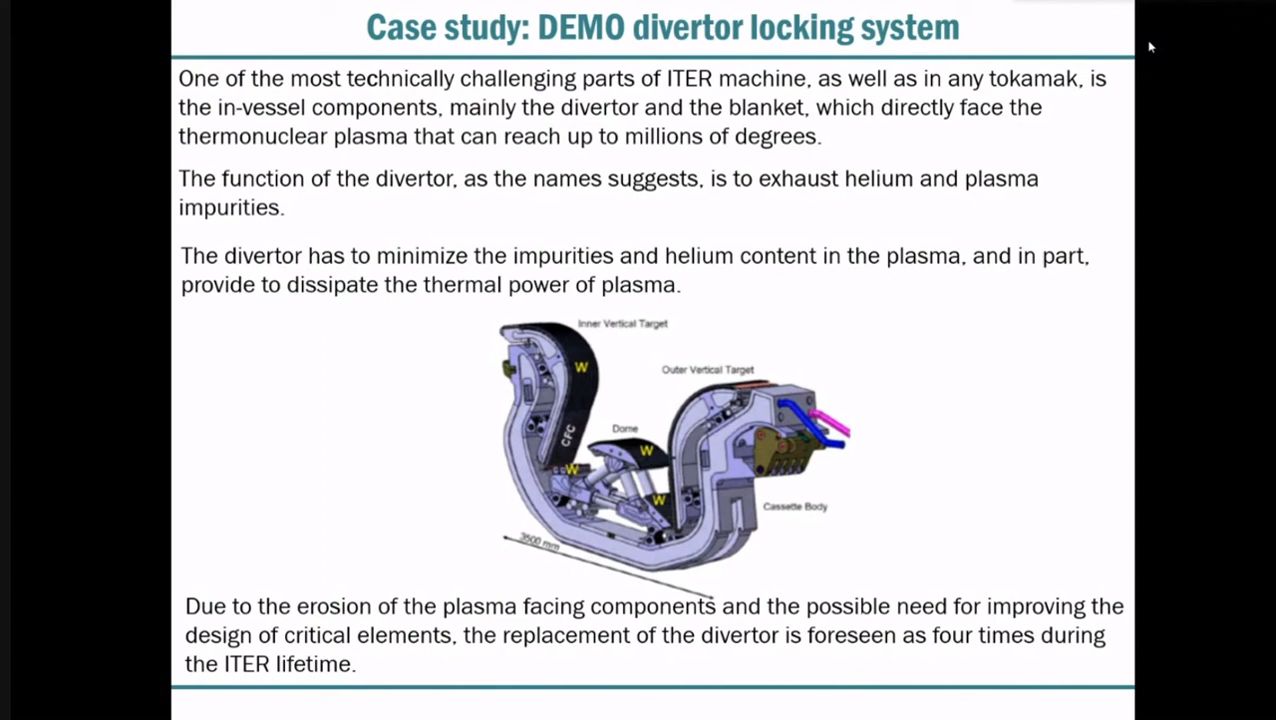 Case study: DEMO divertor locking system
One of the most technically challenging parts of ITER machine, as well as in any tokamak, is
the in-vessel components, mainly the divertor and the blanket, which directly face the
thermonuclear plasma that can reach up to millions of degrees.
The function of the divertor, as the names suggests, is to exhaust helium and plasma
impurities.
The divertor has to minimize the impurities and helium content in the plasma, and in part,
provide to dissipate the thermal power of plasma.
Inner Vertical Target
W
Outer Vertical Target
CFC
Dome
W
W
W
Cassette Body
3500 mm
Due to the erosion of the plasma facing components and the possible need for improving the
design of critical elements, the replacement of the divertor is foreseen as four times during
the ITER lifetime.